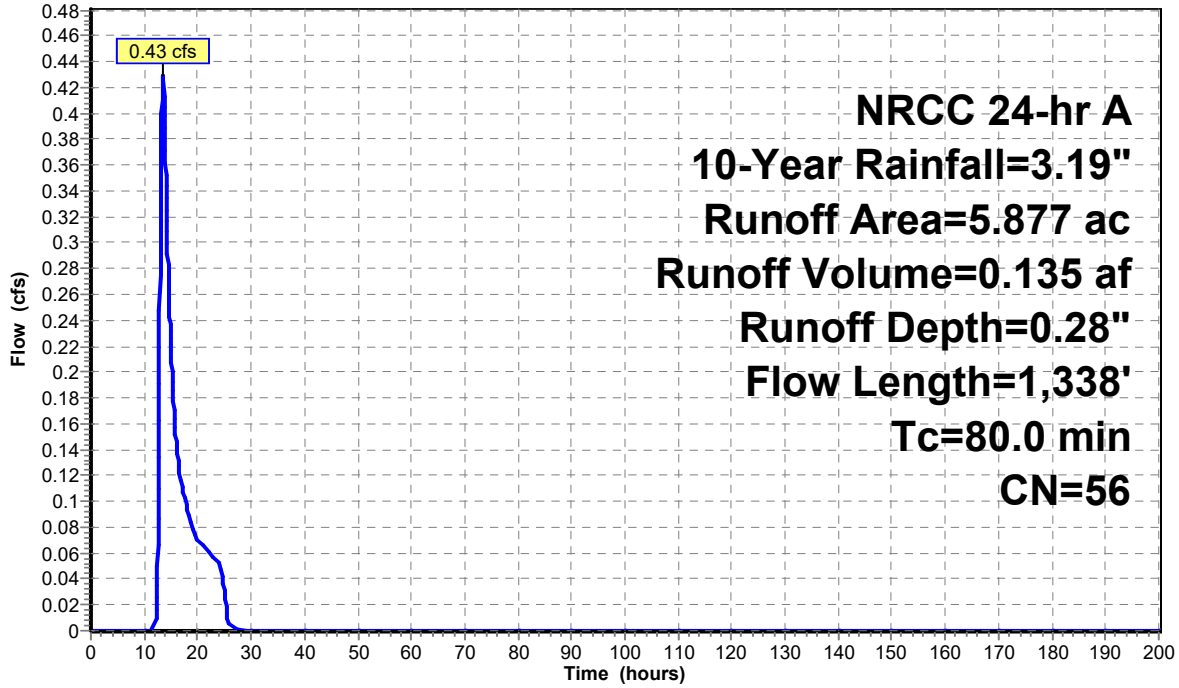 0.48
0.46
0.44
0.42
0.4
0.38
0.36
0.34
0.32
0.3
0.28
0.26
0.24
0.22
0.2
0.18
0.16
0.14
0.12
0.1
0.08
0.06
0.04
0.02
0
Flow (cfs)
0.43 cfs
NRCC 24-hr A
10-Year Rainfall=3.19"
Runoff Area=5.877 ac
Runoff Volume=0.135 af
Runoff Depth=0.28"
Flow Length=1,338'
Tc=80.0 min
CN=56
0 10 20 30 40 50 60 70 80 90 100 110 120 130 140 150 160 170 180 190 200
Time (hours)